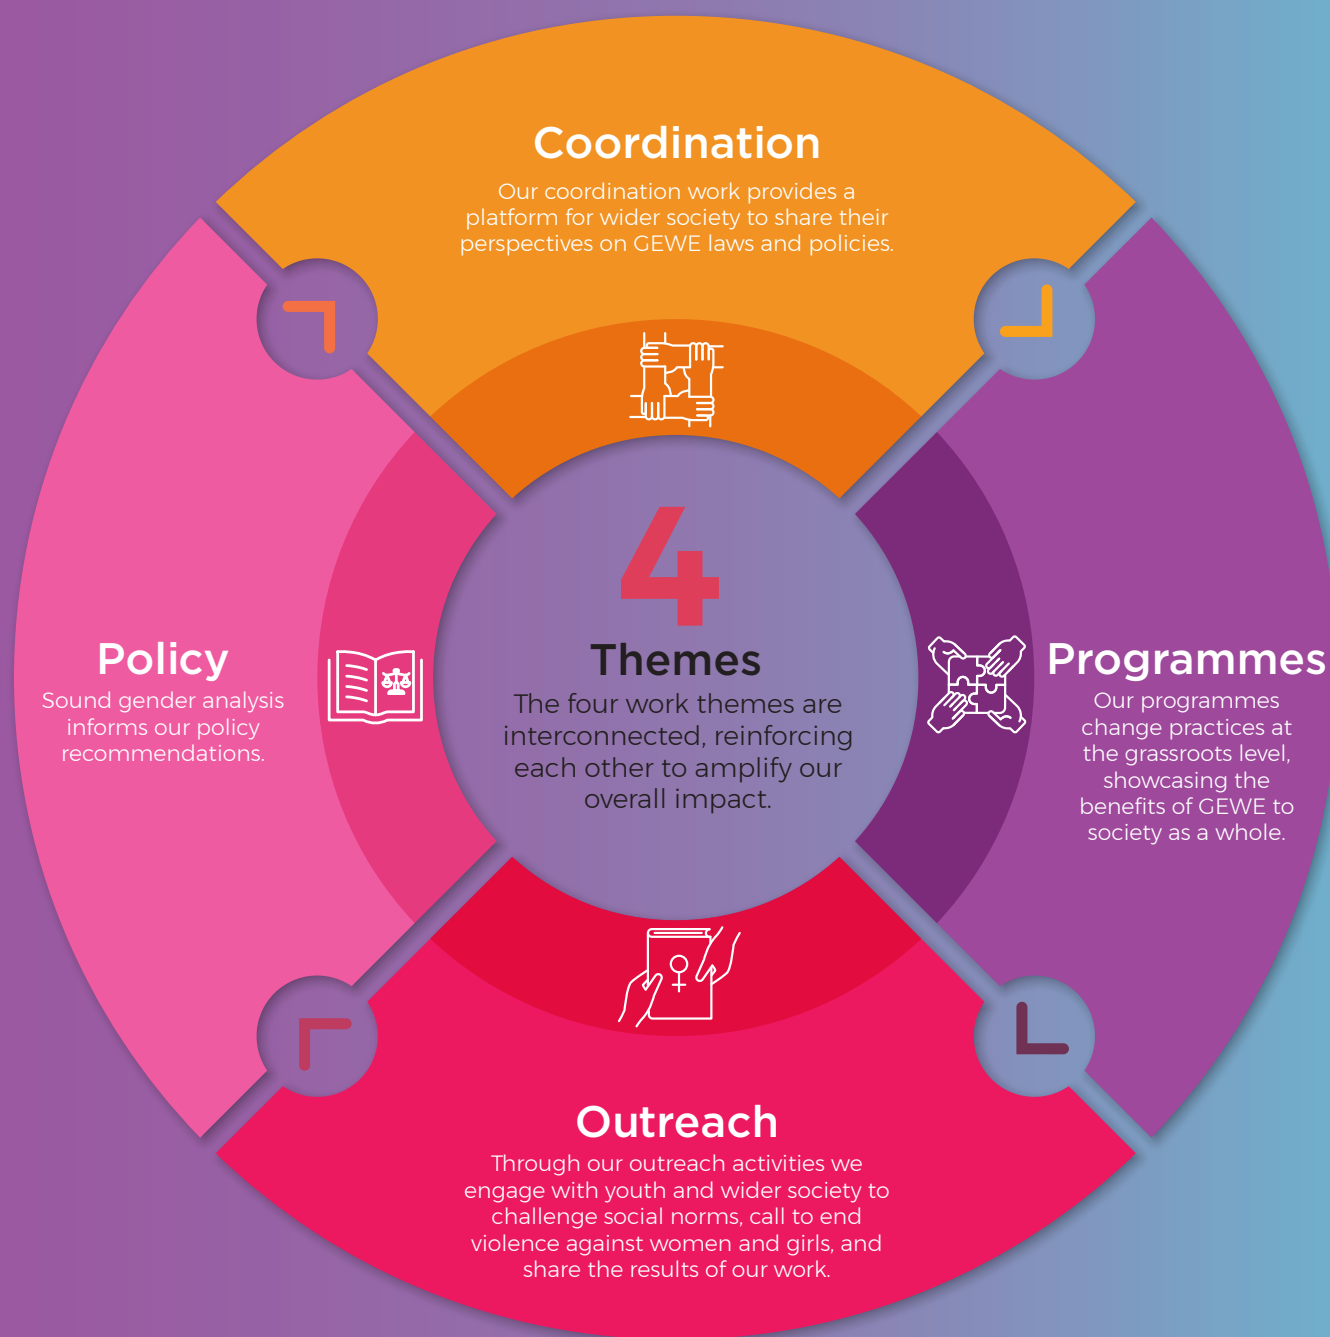 Coordination
Our coordination work provides a
platform for wider society to share their
perspectives on GEWE laws and policies.
4
Themes
The four work themes are
interconnected, reinforcing
each other to amplify our
overall impact.
Policy
Sound gender analysis
informs our policy
recommendations.
Programmes
Our programmes
change practices at
the grassroots level,
showcasing the
benefits of GEWE to
society as a whole.
Outreach
Through our outreach activities we
engage with youth and wider society to
challenge social norms, call to end
violence against women and girls, and
share the results of our work.